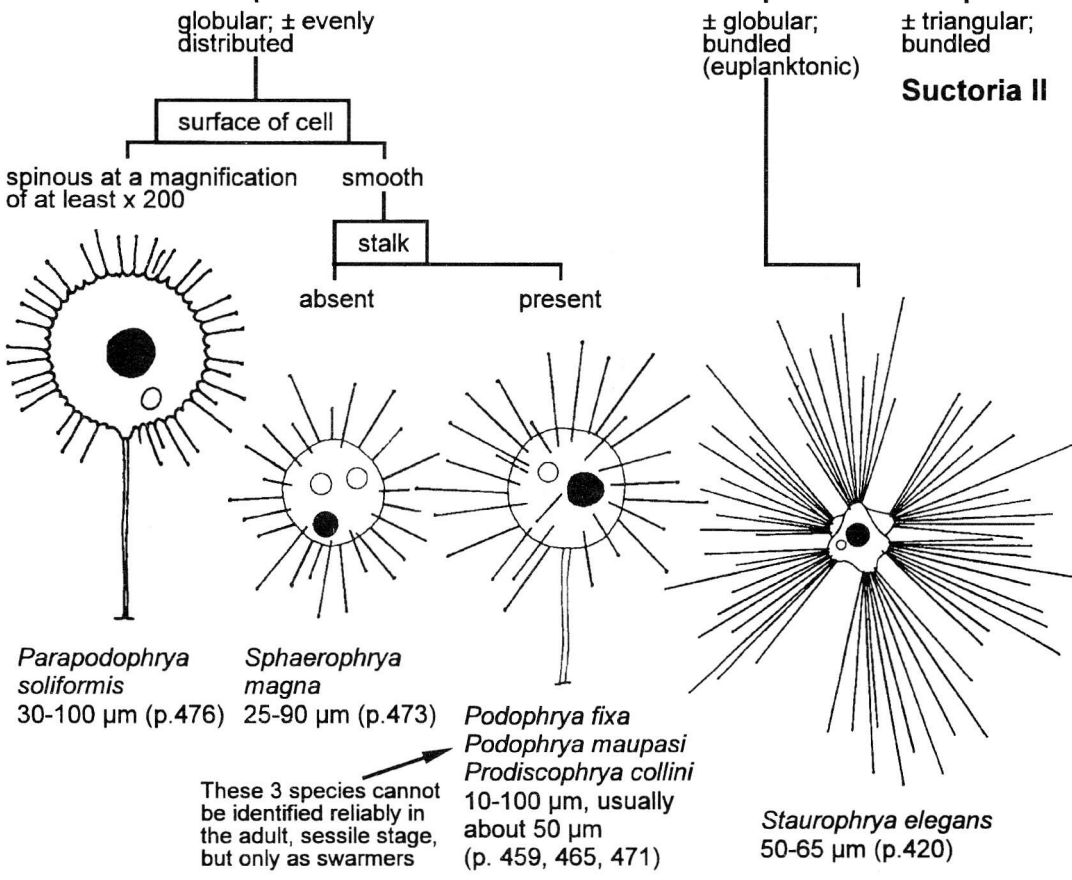 globular; ± evenly
distributed
± globular;
bundled
(euplanktonic)
± triangular;
bundled
Suctoria II
surface of cell
spinous at a magnification
of at least x 200
smooth
stalk
absent
present
Parapodophrya
soliformis
30-100 µm (p.476)
Sphaerophrya
magna
25-90 µm (p.473)
Podophrya fixa
Podophrya maupasi
Prodiscophrya collini
10-100 µm, usually
about 50 µm
(p. 459, 465, 471)
These 3 species cannot
be identified reliably in
the adult, sessile stage,
but only as swarmers
Staurophrya elegans
50-65 µm (p.420)